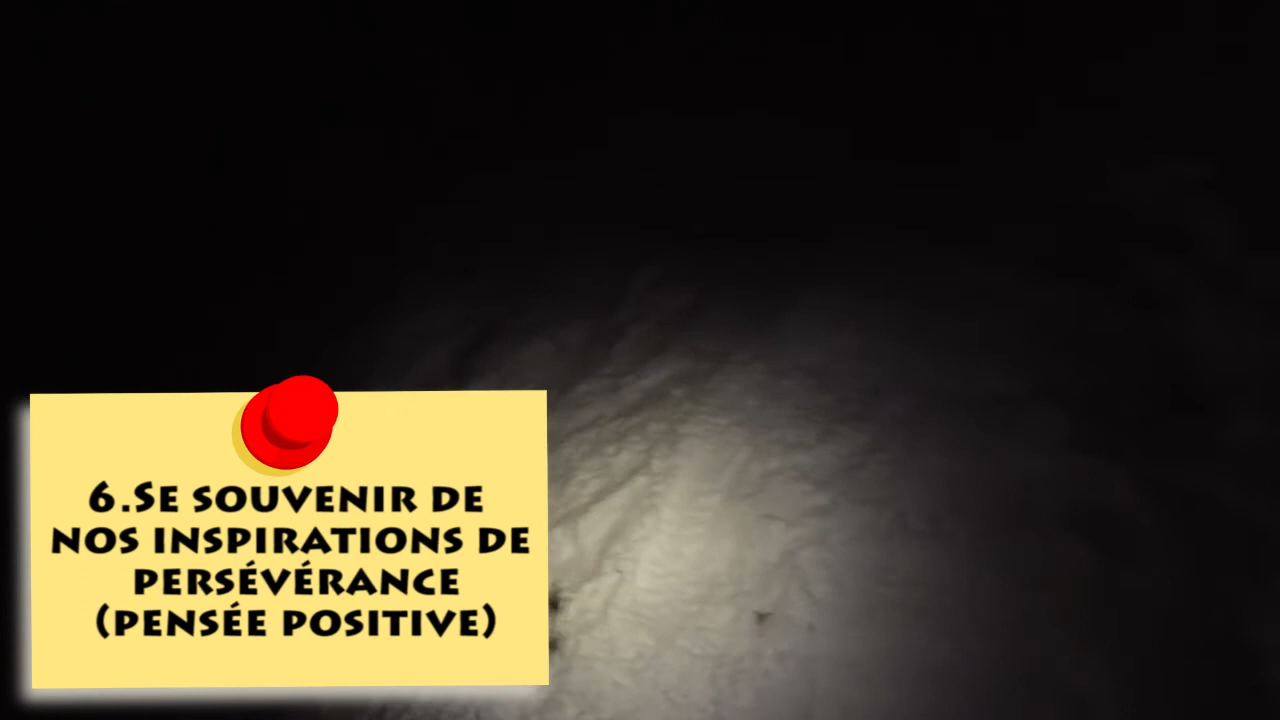 6.Se souvenir de
nos inspirations de
persévérance
(pensée positive)